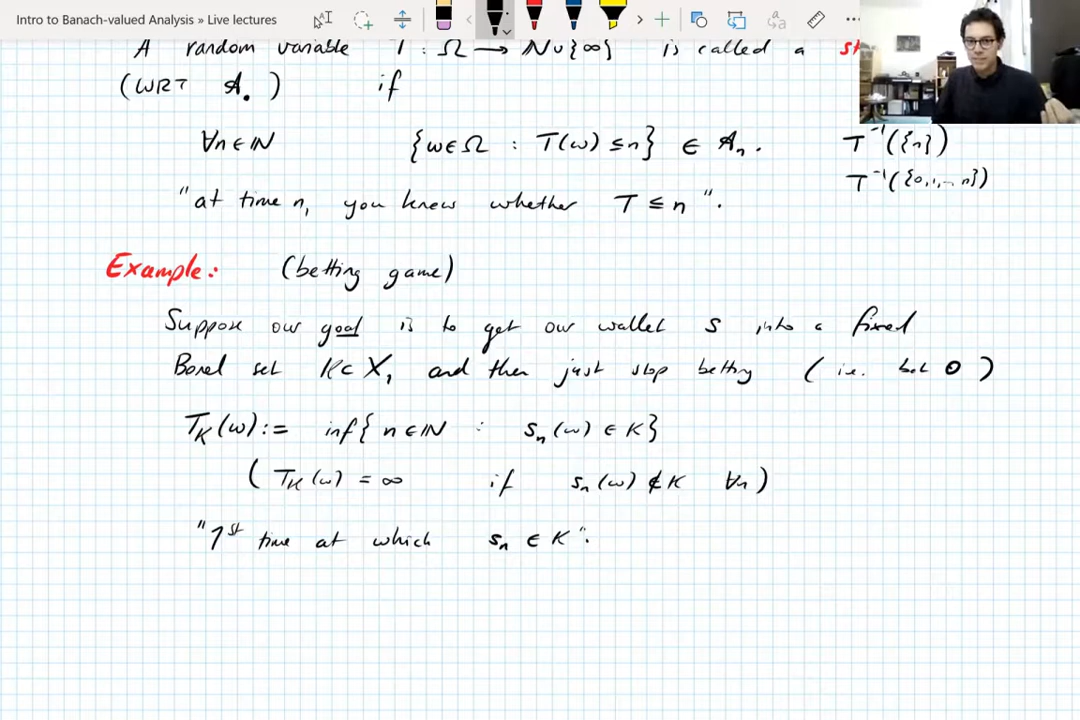 Intro to Banach-valued Analysis » Live lectures
A random variable T : Ω → ℕ∪{∞} is called a
(WRT 𝒜. ) if
∀n∈ℕ {ω∈Ω : T(ω) ≤ n} ∈ 𝒜ₙ. T⁻¹({n})
T⁻¹({0,1,... n})
"at time n, you know whether T ≤ n".
Example: (betting game)
Suppose our goal is to get our wallet s into a fixed
Borel set K⊂X, and then just stop betting (i.e. bet 0)
T_K(ω) := inf{ n∈ℕ : sₙ(ω) ∈ K}
( T_K(ω) = ∞ if sₙ(ω) ∉ K ∀n)
"1st time at which sₙ ∈ K".